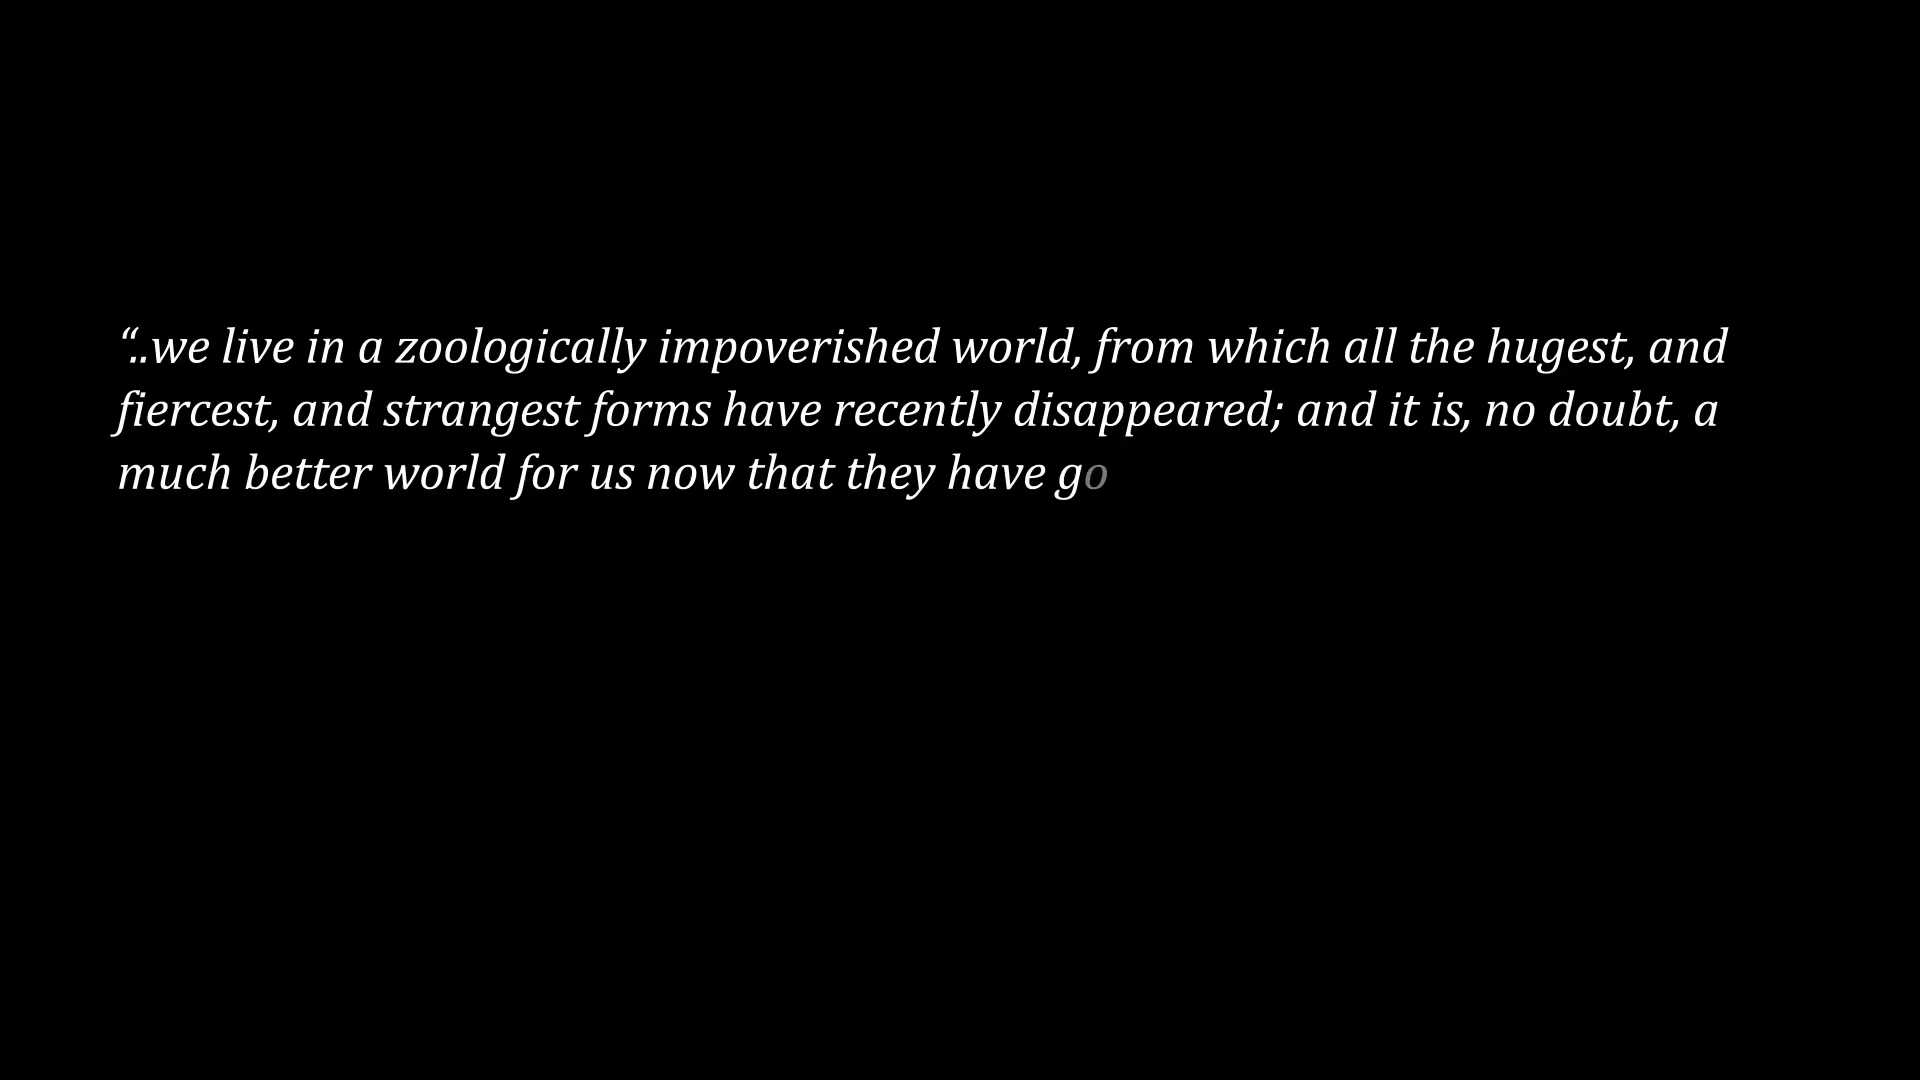 “..we live in a zoologically impoverished world, from which all the hugest, and
fiercest, and strangest forms have recently disappeared; and it is, no doubt, a
much better world for us now that they have go